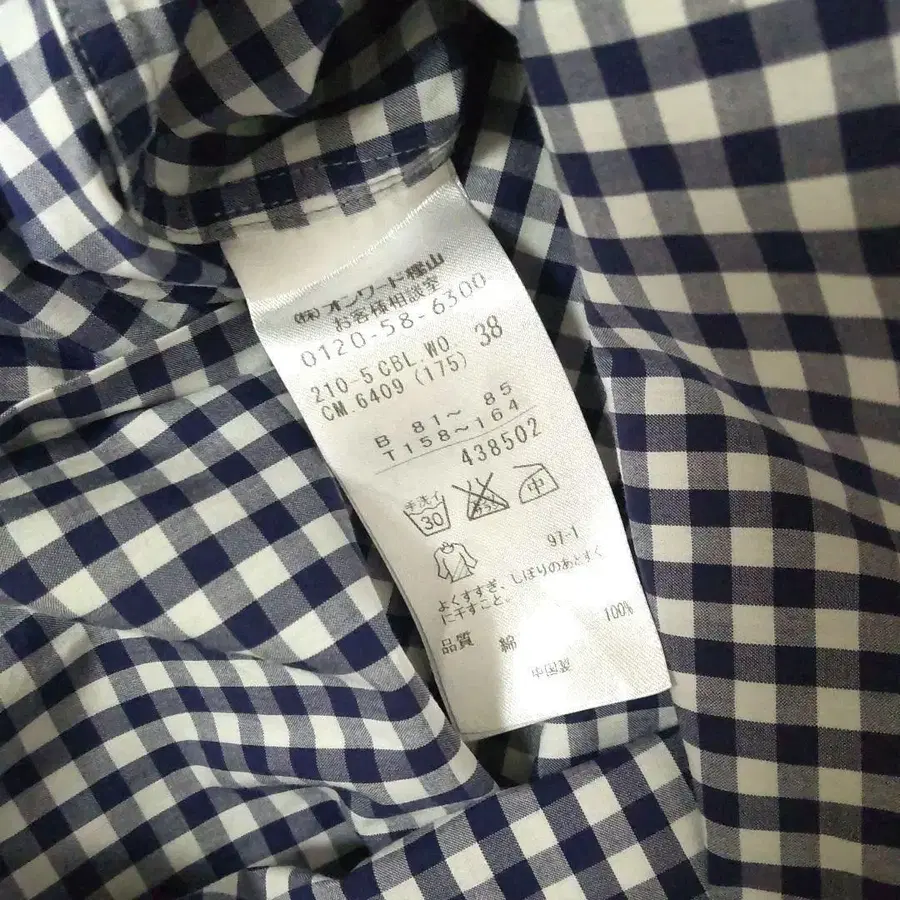 (株)オンワード樫山
お客様相談室
0120-58-6300
210-5 CBL.WO 38
CM.6409 (175)
B 81～ 85
T158～164
438502
手洗イ 30 中
97-1
よくすすぎ、しぼりのあとすぐ
に干すこと。
品質 綿 100%
中国製